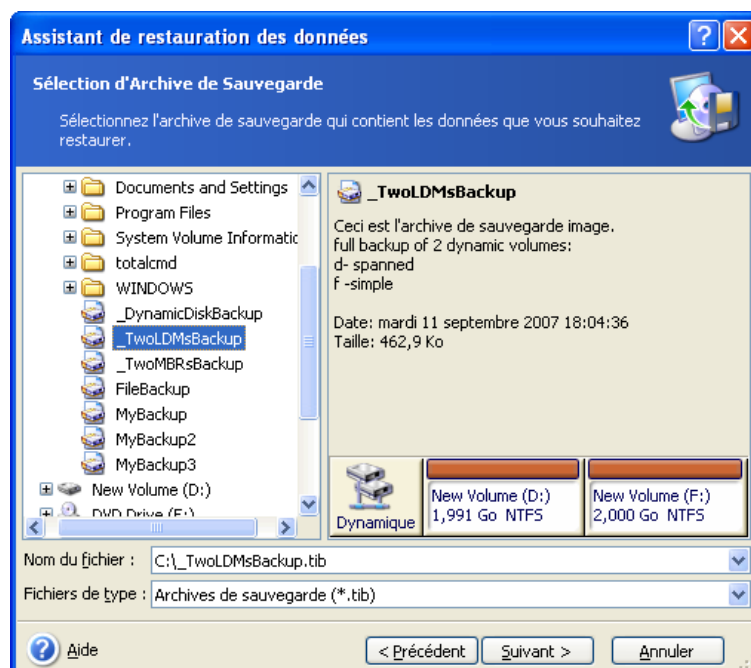 Assistant de restauration des données
Sélection d'Archive de Sauvegarde
Sélectionnez l'archive de sauvegarde qui contient les données que vous souhaitez
restaurer.
Documents and Settings
Program Files
System Volume Informatic
totalcmd
WINDOWS
_DynamicDiskBackup
_TwoLDMsBackup
_TwoMBRsBackup
FileBackup
MyBackup
MyBackup2
MyBackup3
New Volume (D:)
DVD Drive (E:)
_TwoLDMsBackup
Ceci est l'archive de sauvegarde image.
full backup of 2 dynamic volumes:
d- spanned
f -simple
Date: mardi 11 septembre 2007 18:04:36
Taille: 462,9 Ko
Dynamique
New Volume (D:)
1,991 Go NTFS
New Volume (F:)
2,000 Go NTFS
Nom du fichier :
C:\_TwoLDMsBackup.tib
Fichiers de type :
Archives de sauvegarde (*.tib)
Aide
< Précédent
Suivant >
Annuler